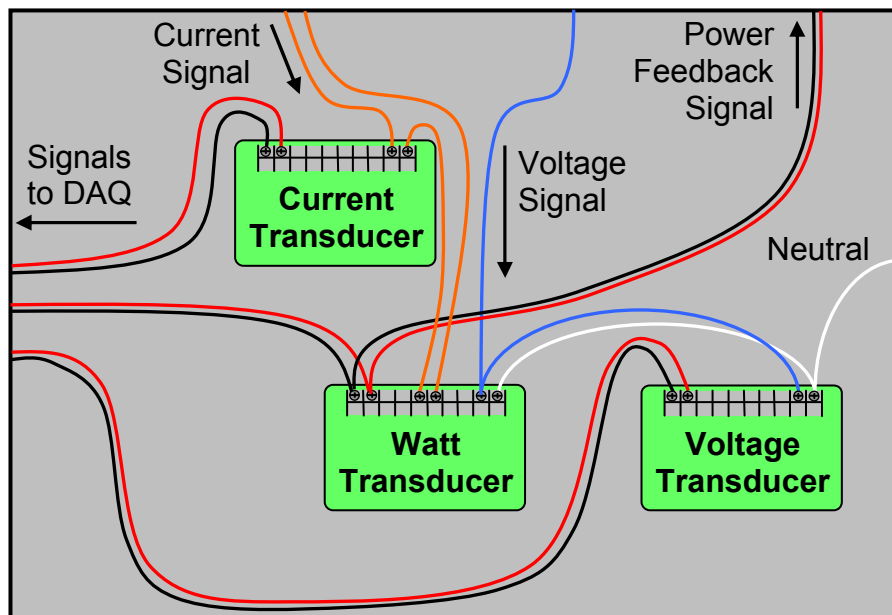 Current
Signal
Power
Feedback
Signal
Signals
to DAQ
Current
Transducer
Voltage
Signal
Neutral
Watt
Transducer
Voltage
Transducer